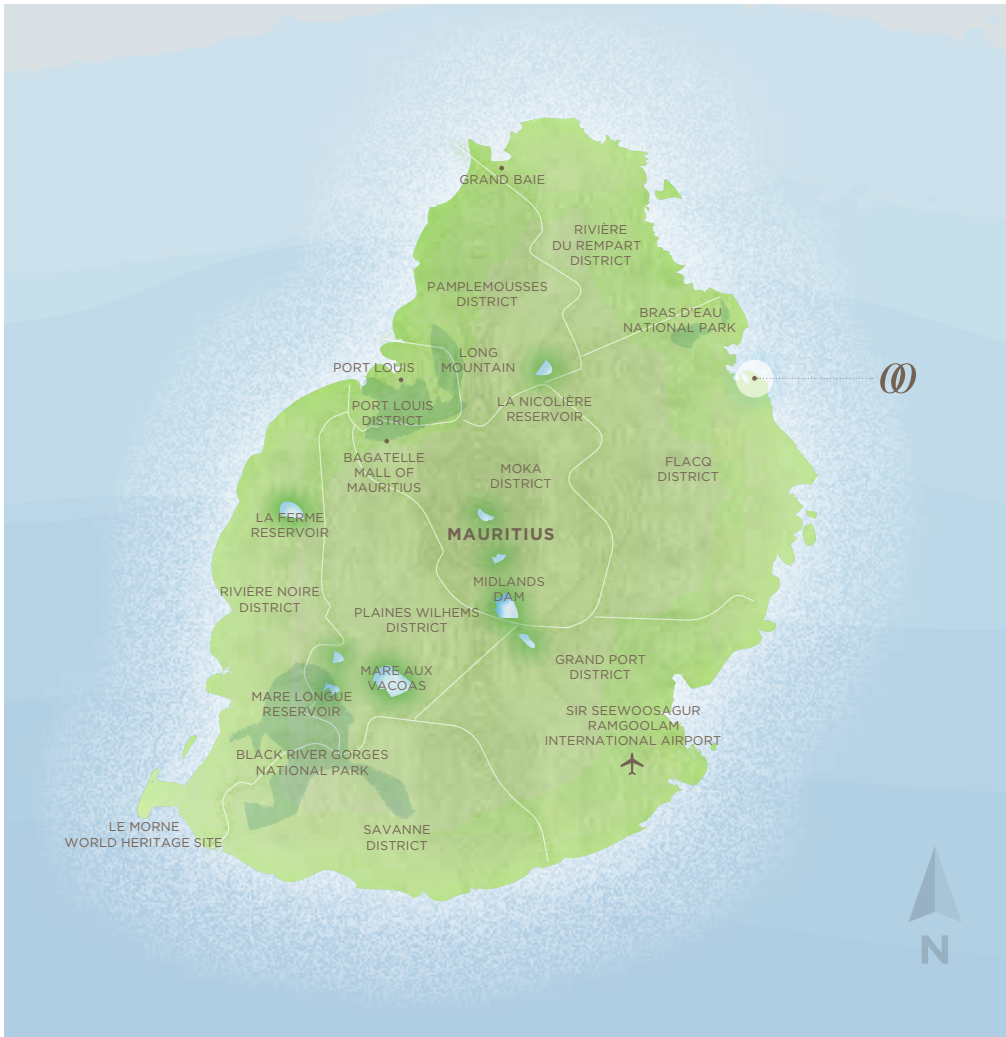 GRAND BAIE
RIVIÈRE
DU REMPART
DISTRICT
PAMPLEMOUSSES
DISTRICT
BRAS D'EAU
NATIONAL PARK
LONG
MOUNTAIN
PORT LOUIS
PORT LOUIS
DISTRICT
LA NICOLIÈRE
RESERVOIR
BAGATELLE
MALL OF
MAURITIUS
MOKA
DISTRICT
FLACQ
DISTRICT
LA FERME
RESERVOIR
MAURITIUS
MIDLANDS
DAM
RIVIÈRE NOIRE
DISTRICT
PLAINES WILHEMS
DISTRICT
GRAND PORT
DISTRICT
MARE AUX
VACOAS
MARE LONGUE
RESERVOIR
SIR SEEWOOSAGUR
RAMGOOLAM
INTERNATIONAL AIRPORT
BLACK RIVER GORGES
NATIONAL PARK
LE MORNE
WORLD HERITAGE SITE
SAVANNE
DISTRICT
N